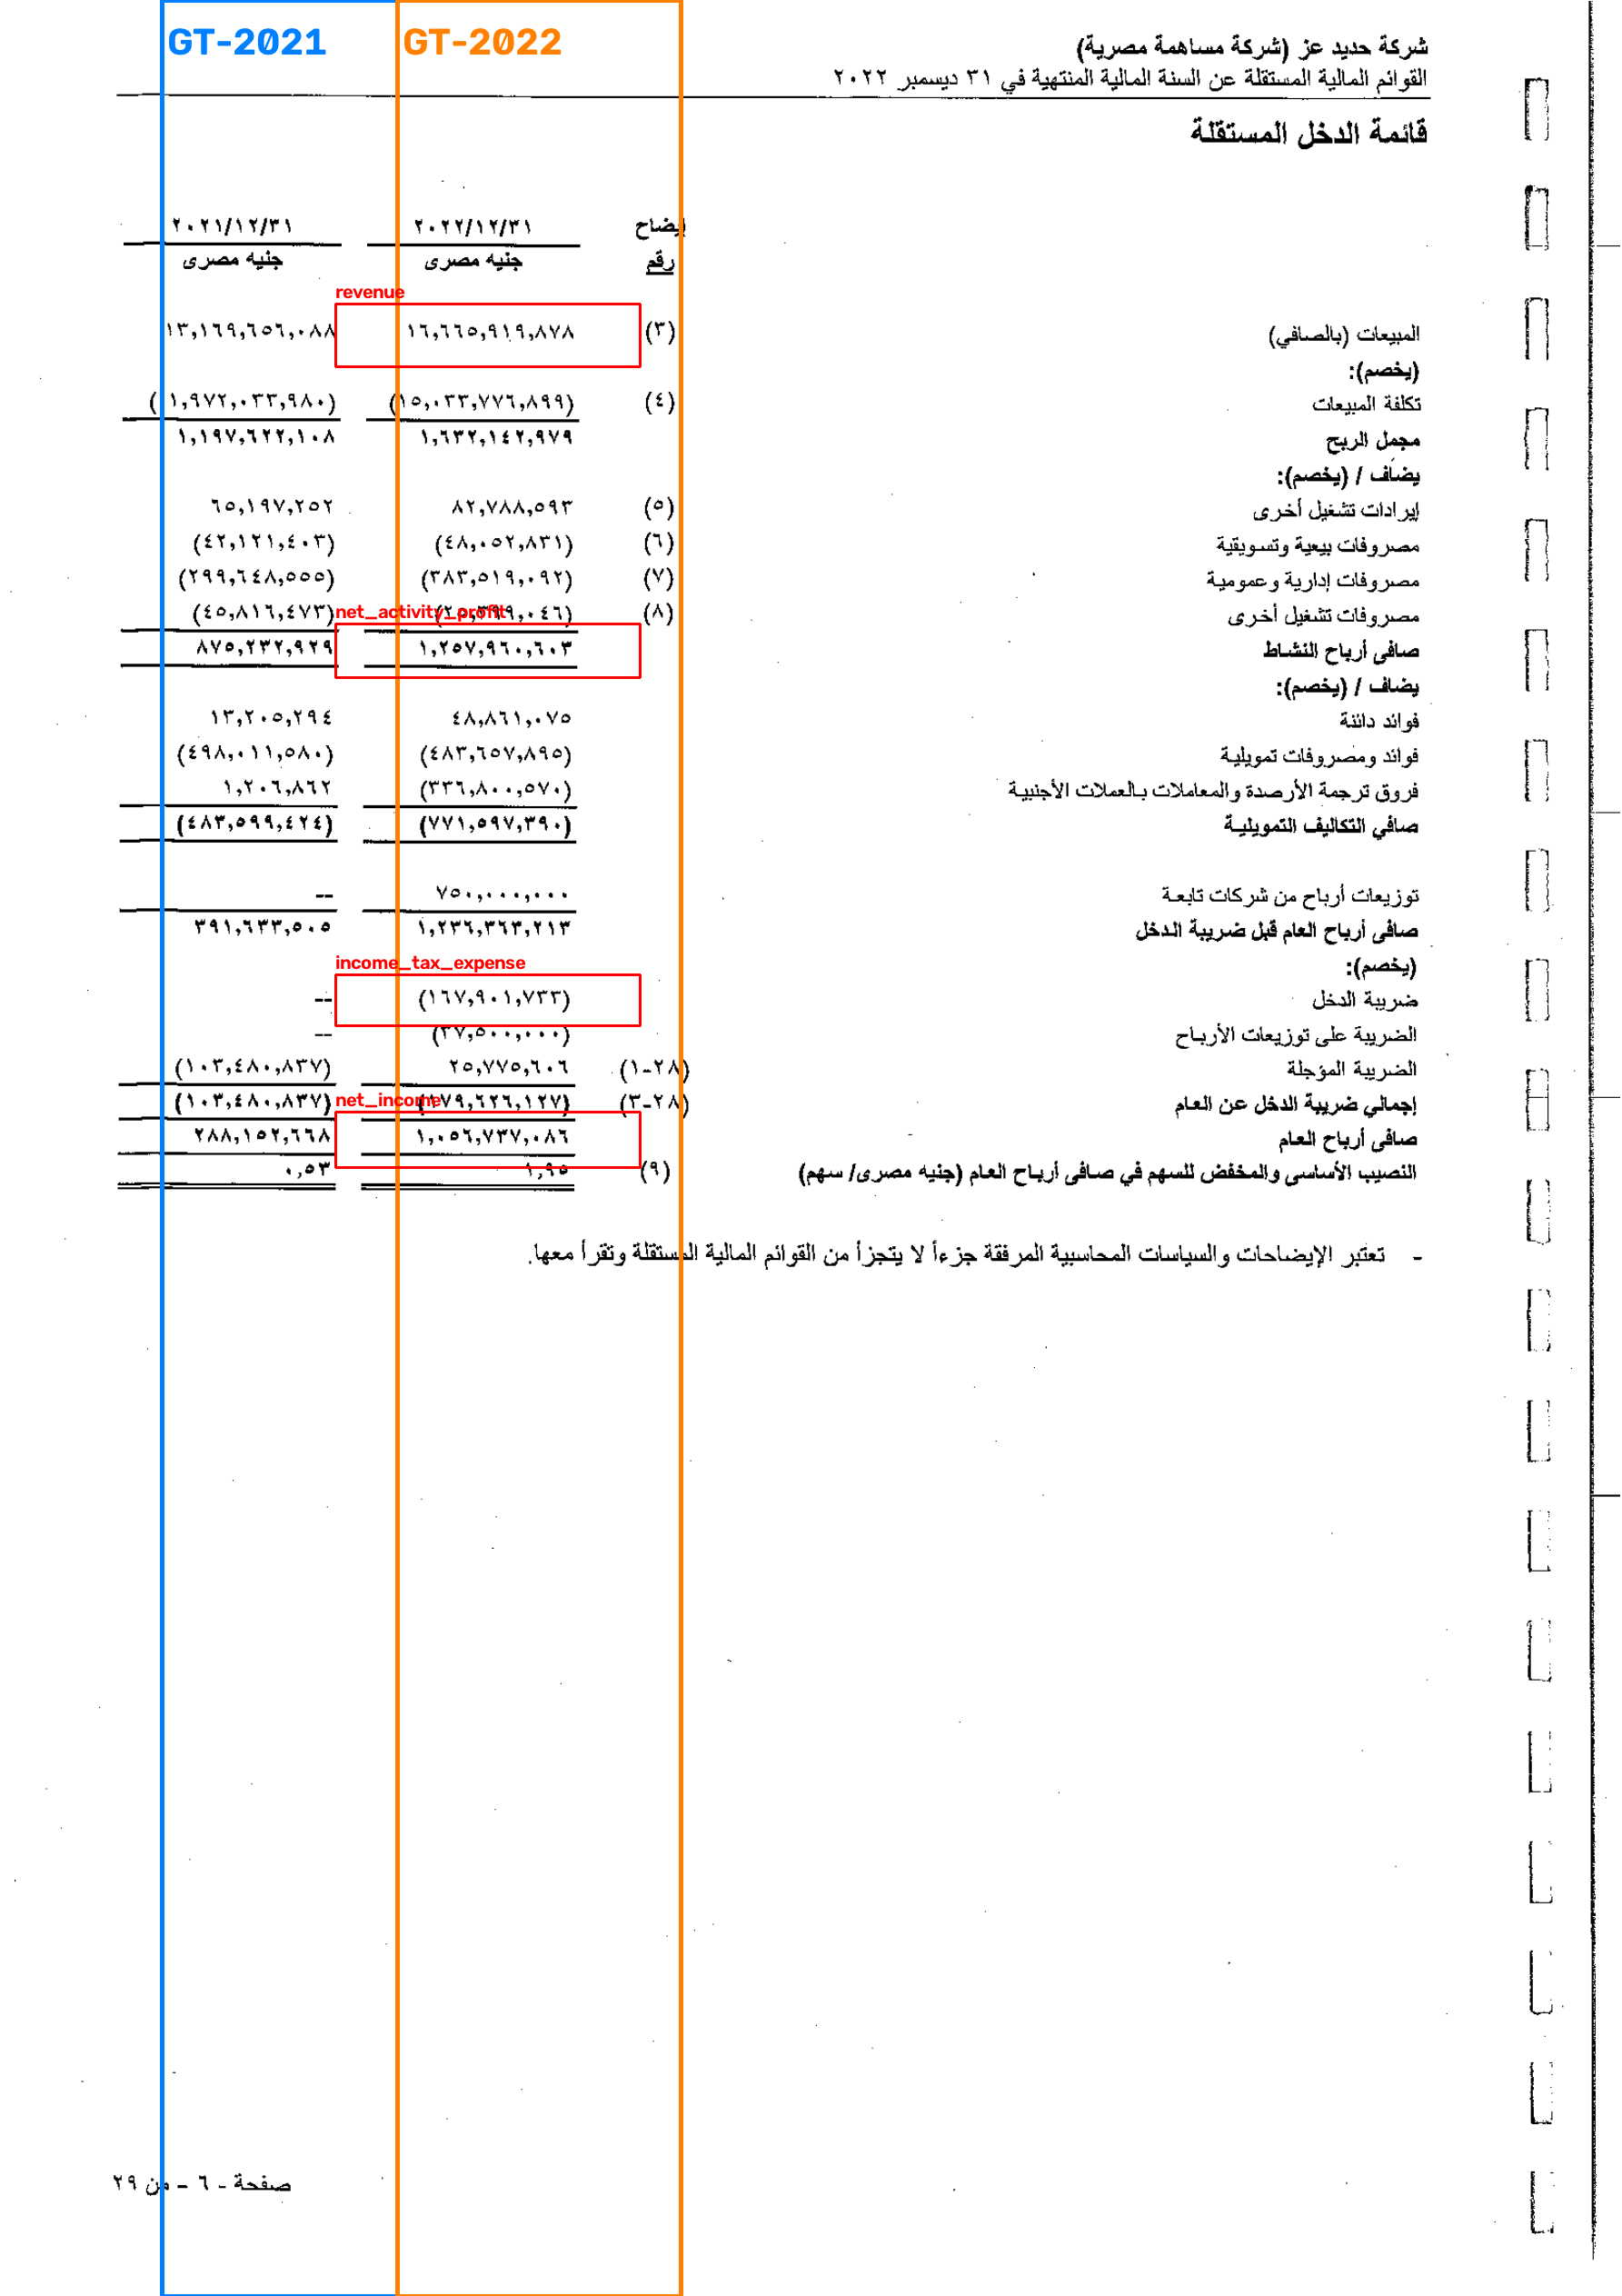 GT-2021 GT-2022
شركة حديد عز (شركة مساهمة مصرية)
القوائم المالية المستقلة عن السنة المالية المنتهية في ٣١ ديسمبر ٢٠٢٢
قائمة الدخل المستقلة
إيضاح ٢٠٢٢/١٢/٣١ ٢٠٢١/١٢/٣١
رقم جنيه مصرى جنيه مصرى
revenue
المبيعات (بالصافي) (٣) ١٦,٦٦٥,٩١٩,٨٧٨ ١٣,١٦٩,٦٥٦,٠٨٨
(يخصم):
تكلفة المبيعات (٤) (١٥,٠٣٣,٧٧٦,٨٩٩) (١١,٩٧٢,٠٣٣,٩٨٠)
مجمل الربح ١,٦٣٢,١٤٢,٩٧٩ ١,١٩٧,٦٢٢,١٠٨
يضاف / (يخصم):
إيرادات تشغيل أخرى (٥) ٨٢,٧٨٨,٥٩٣ ٦٥,١٩٧,٢٥٢
مصروفات بيعية وتسويقية (٦) (٤٨,٠٥٢,٨٣١) (٤٢,١٢١,٤٠٣)
مصروفات إدارية وعمومية (٧) (٣٨٣,٥١٩,٠٩٢) (٢٩٩,٦٤٨,٥٥٥)
مصروفات تشغيل أخرى (٨) (٢٥,٣٩٩,٠٤٦) (٤٥,٨١٦,٤٧٣)
net_activity_profit
صافى أرباح النشاط ١,٢٥٧,٩٦٠,٦٠٣ ٨٧٥,٢٣٢,٩٢٩
يضاف / (يخصم):
فوائد دائنة ٤٨,٨٦١,٠٧٥ ١٣,٢٠٥,٢٩٤
فوائد ومصروفات تمويلية (٤٨٣,٦٥٧,٨٩٥) (٤٩٨,٠١١,٥٨٠)
فروق ترجمة الأرصدة والمعاملات بالعملات الأجنبية (٣٣٦,٨٠٠,٥٧٠) ١,٢٠٦,٨٦٢
صافي التكاليف التمويلية (٧٧١,٥٩٧,٣٩٠) (٤٨٣,٥٩٩,٤٢٤)
توزيعات أرباح من شركات تابعة ٧٥٠,٠٠٠,٠٠٠ --
صافى أرباح العام قبل ضريبة الدخل ١,٢٣٦,٣٦٣,٢١٣ ٣٩١,٦٣٣,٥٠٥
(يخصم):
income_tax_expense
ضريبة الدخل (١٦٧,٩٠١,٧٣٣) --
الضريبة على توزيعات الأرباح (٣٧,٥٠٠,٠٠٠) --
الضريبة المؤجلة (٢٨-١) ٢٥,٧٧٥,٦٠٦ (١٠٣,٤٨٠,٨٣٧)
إجمالي ضريبة الدخل عن العام (٢٨-٣) (١٧٩,٦٢٦,١٢٧) (١٠٣,٤٨٠,٨٣٧)
net_income
صافى أرباح العام ١,٠٥٦,٧٣٧,٠٨٦ ٢٨٨,١٥٢,٦٦٨
النصيب الأساسى والمخفض للسهم في صافى أرباح العام (جنيه مصرى/ سهم) (٩) ١,٩٥ ٠,٥٣
- تعتبر الإيضاحات والسياسات المحاسبية المرفقة جزءاً لا يتجزأ من القوائم المالية المستقلة وتقرأ معها.
صفحة - ٦ - من ٢٩